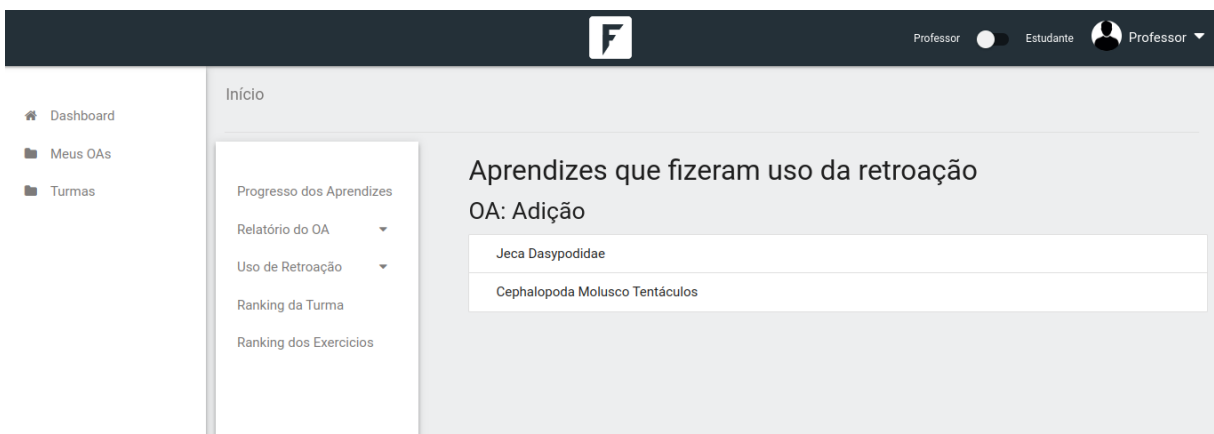 F
Professor Estudante Professor
Início
Dashboard
Meus OAs
Turmas
Progresso dos Aprendizes
Relatório do OA
Uso de Retroação
Ranking da Turma
Ranking dos Exercicios
Aprendizes que fizeram uso da retroação
OA: Adição
Jeca Dasypodidae
Cephalopoda Molusco Tentáculos